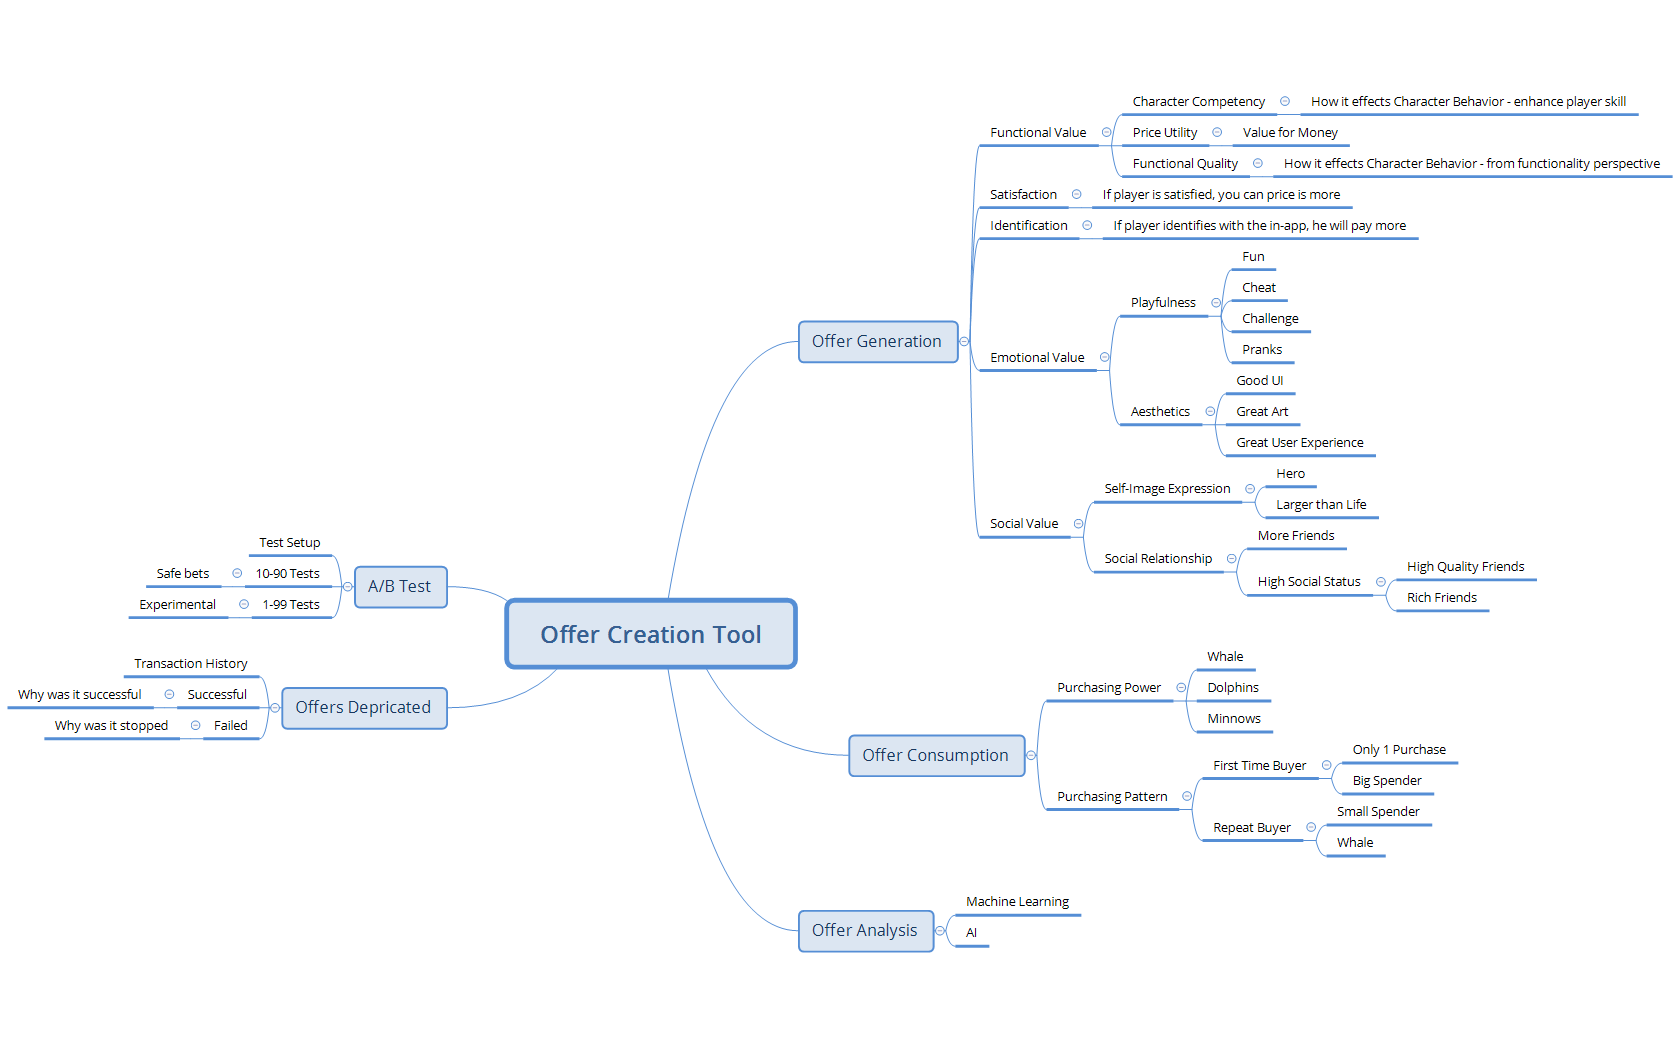 Offer Creation Tool
Offer Generation
Functional Value
Character Competency
How it effects Character Behavior - enhance player skill
Price Utility
Value for Money
Functional Quality
How it effects Character Behavior - from functionality perspective
Satisfaction
If player is satisfied, you can price is more
Identification
If player identifies with the in-app, he will pay more
Emotional Value
Playfulness
Fun
Cheat
Challenge
Pranks
Aesthetics
Good UI
Great Art
Great User Experience
Social Value
Self-Image Expression
Hero
Larger than Life
Social Relationship
More Friends
High Social Status
High Quality Friends
Rich Friends
Offer Consumption
Purchasing Power
Whale
Dolphins
Minnows
Purchasing Pattern
First Time Buyer
Only 1 Purchase
Big Spender
Repeat Buyer
Small Spender
Whale
Offer Analysis
Machine Learning
AI
A/B Test
Test Setup
10-90 Tests
Safe bets
1-99 Tests
Experimental
Offers Depricated
Transaction History
Successful
Why was it successful
Failed
Why was it stopped